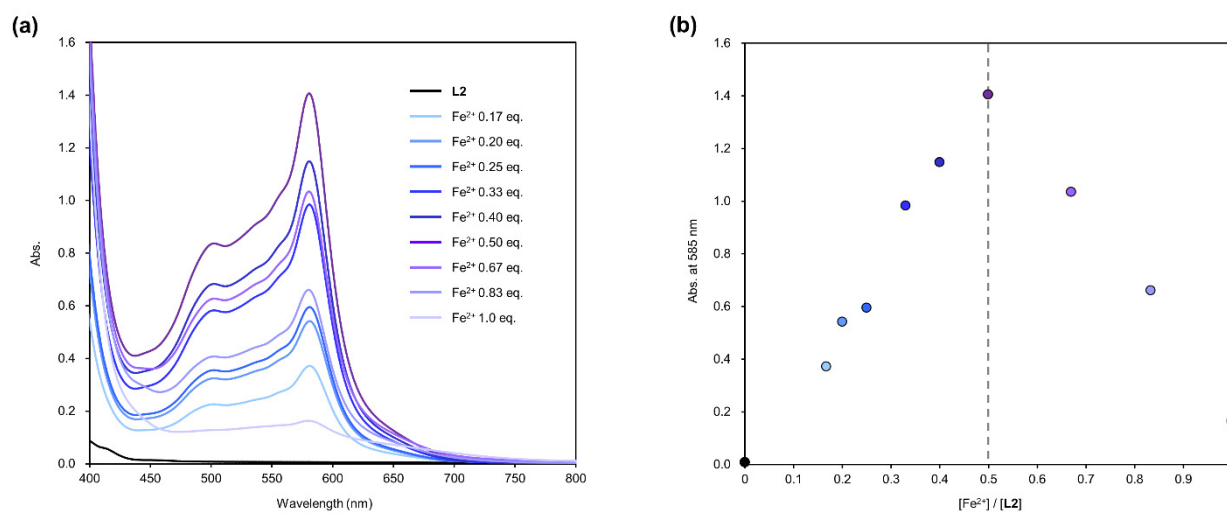 (a)
1.6
1.4
1.2
1.0
0.8
0.6
0.4
0.2
0.0
Abs.
400 450 500 550 600 650 700 750 800
Wavelength (nm)
L2
Fe²⁺ 0.17 eq.
Fe²⁺ 0.20 eq.
Fe²⁺ 0.25 eq.
Fe²⁺ 0.33 eq.
Fe²⁺ 0.40 eq.
Fe²⁺ 0.50 eq.
Fe²⁺ 0.67 eq.
Fe²⁺ 0.83 eq.
Fe²⁺ 1.0 eq.
(b)
1.6
1.4
1.2
1.0
0.8
0.6
0.4
0.2
0.0
Abs. at 585 nm
0 0.1 0.2 0.3 0.4 0.5 0.6 0.7 0.8 0.9
[Fe²⁺] / [L2]